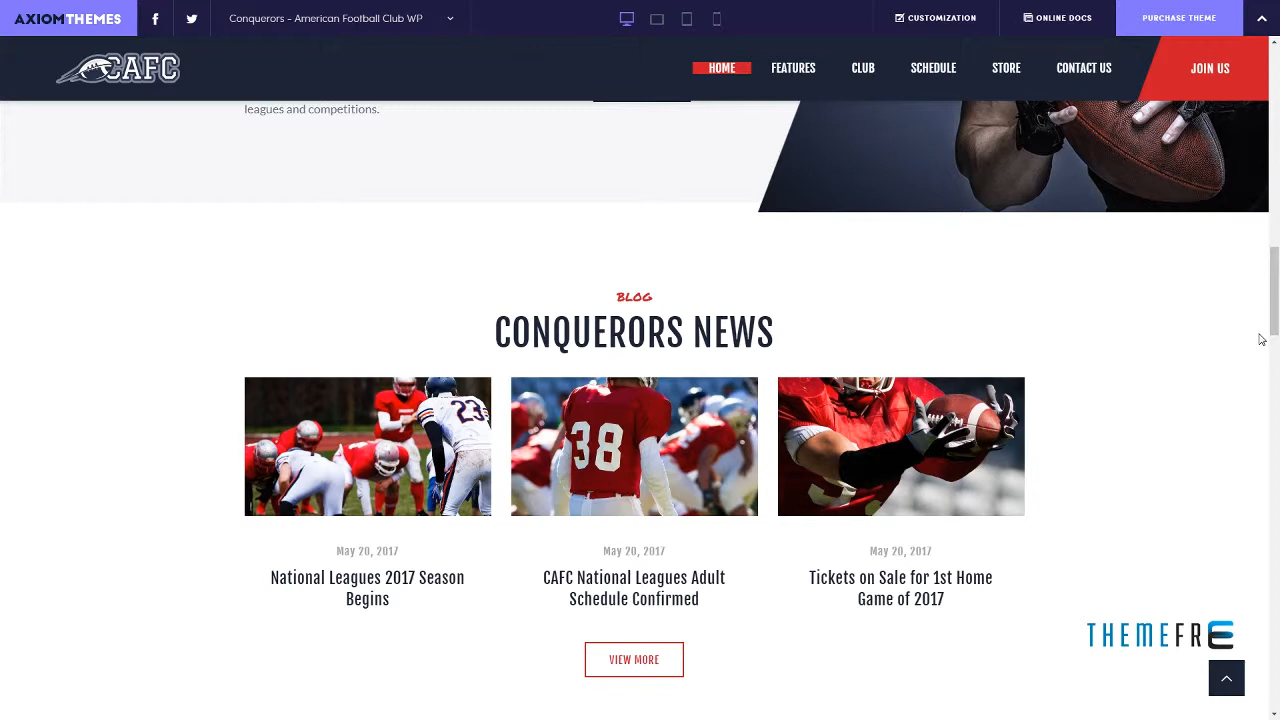 AXIOMTHEMES
Conquerors - American Football Club WP
CUSTOMIZATION
ONLINE DOCS
PURCHASE THEME
CAFC
HOME
FEATURES
CLUB
SCHEDULE
STORE
CONTACT US
JOIN US
leagues and competitions.
BLOG
CONQUERORS NEWS
23
38
May 20, 2017
National Leagues 2017 Season
Begins
May 20, 2017
CAFC National Leagues Adult
Schedule Confirmed
May 20, 2017
Tickets on Sale for 1st Home
Game of 2017
VIEW MORE
THEMEFRE